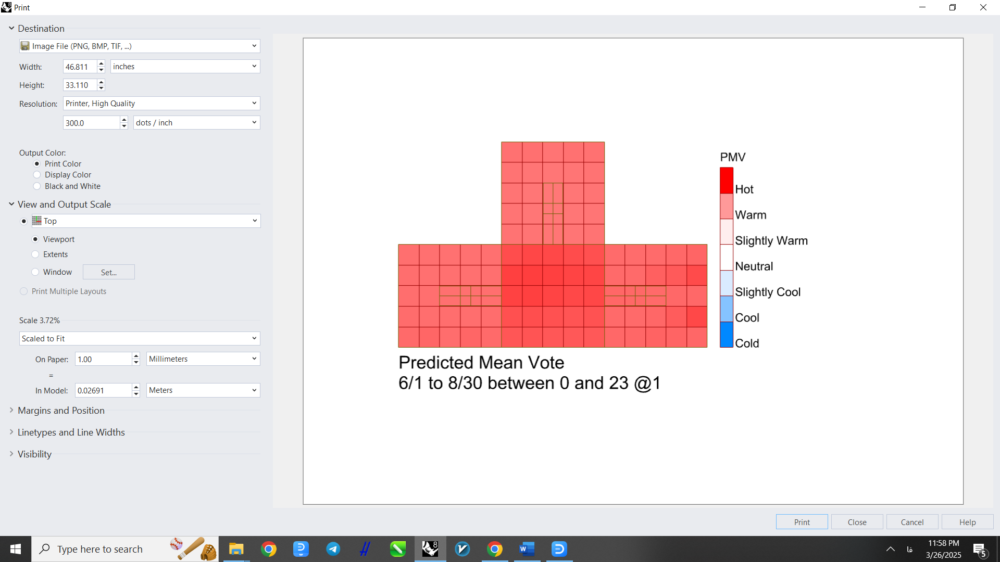 Print
Destination
Image File (PNG, BMP, TIF, ...)
Width:
46.811
inches
Height:
33.110
Resolution:
Printer, High Quality
300.0
dots / inch
Output Color:
Print Color
Display Color
Black and White
View and Output Scale
Top
Viewport
Extents
Window
Set...
Print Multiple Layouts
Scale 3.72%
Scaled to Fit
On Paper:
1.00
Millimeters
=
In Model:
0.02691
Meters
Margins and Position
Linetypes and Line Widths
Visibility
PMV
Hot
Warm
Slightly Warm
Neutral
Slightly Cool
Cool
Cold
Predicted Mean Vote
6/1 to 8/30 between 0 and 23 @1
Print
Close
Cancel
Help
Type here to search
8
W
فا
11:58 PM
3/26/2025
5